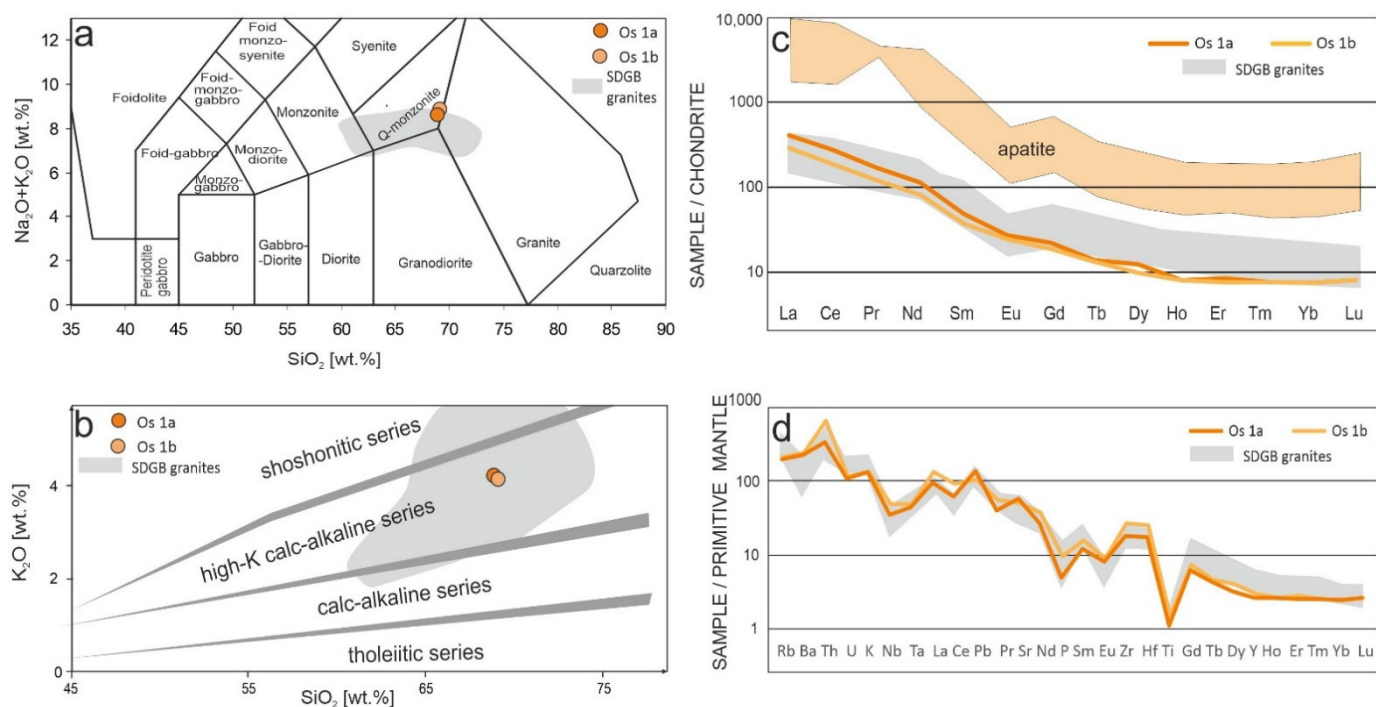 a
Os 1a
Os 1b
SDGB
granites
Foid
monzo-
syenite
Syenite
Foid-
monzo-
gabbro
Foidolite
Monzonite
Q-monzonite
Foid-gabbro
Monzo-
diorite
Monzo-
gabbro
Peridotite
gabbro
Gabbro
Gabbro-
-Diorite
Diorite
Granodiorite
Granite
Quarzolite
Na2O+K2O [wt.%]
12
10
8
6
4
2
0
35 40 45 50 55 60 65 70 75 80 85 90
SiO2 [wt.%]
b
Os 1a
Os 1b
SDGB granites
shoshonitic series
high-K calc-alkaline series
calc-alkaline series
tholeiitic series
K2O [wt.%]
4
2
0
45 65 75
SiO2 [wt.%]
c
Os 1a Os 1b
SDGB granites
apatite
SAMPLE / CHONDRITE
10,000
1000
100
10
La Ce Pr Nd Sm Eu Gd Tb Dy Ho Er Tm Yb Lu
d
Os 1a Os 1b
SDGB granites
SAMPLE / PRIMITIVE MANTLE
1000
100
10
1
Rb Ba Th U K Nb Ta La Ce Pb Pr Sr Nd P Sm Eu Zr Hf Ti Gd Tb Dy Y Ho Er Tm Yb Lu